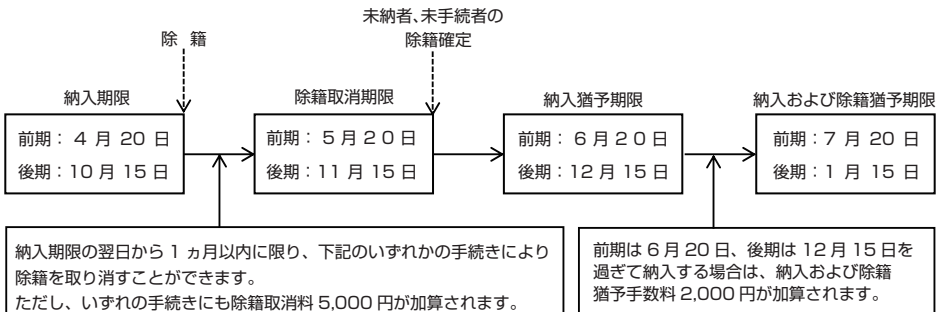 未納者、未手続者の
除籍確定
除 籍
納入期限
除籍取消期限
納入猶予期限
納入および除籍猶予期限
前期： 4 月 20 日
後期：10 月 15 日
前期： 5 月 2 0 日
後期：11 月 15 日
前期： 6 月 2 0 日
後期：12 月 15 日
前期：7 月 20 日
後期：1 月 15 日
納入期限の翌日から 1 ヵ月以内に限り、下記のいずれかの手続きにより
除籍を取り消すことができます。
ただし、いずれの手続きにも除籍取消料 5,000 円が加算されます。
前期は 6 月 20 日、後期は 12 月 15 日を
過ぎて納入する場合は、納入および除籍
猶予手数料 2,000 円が加算されます。